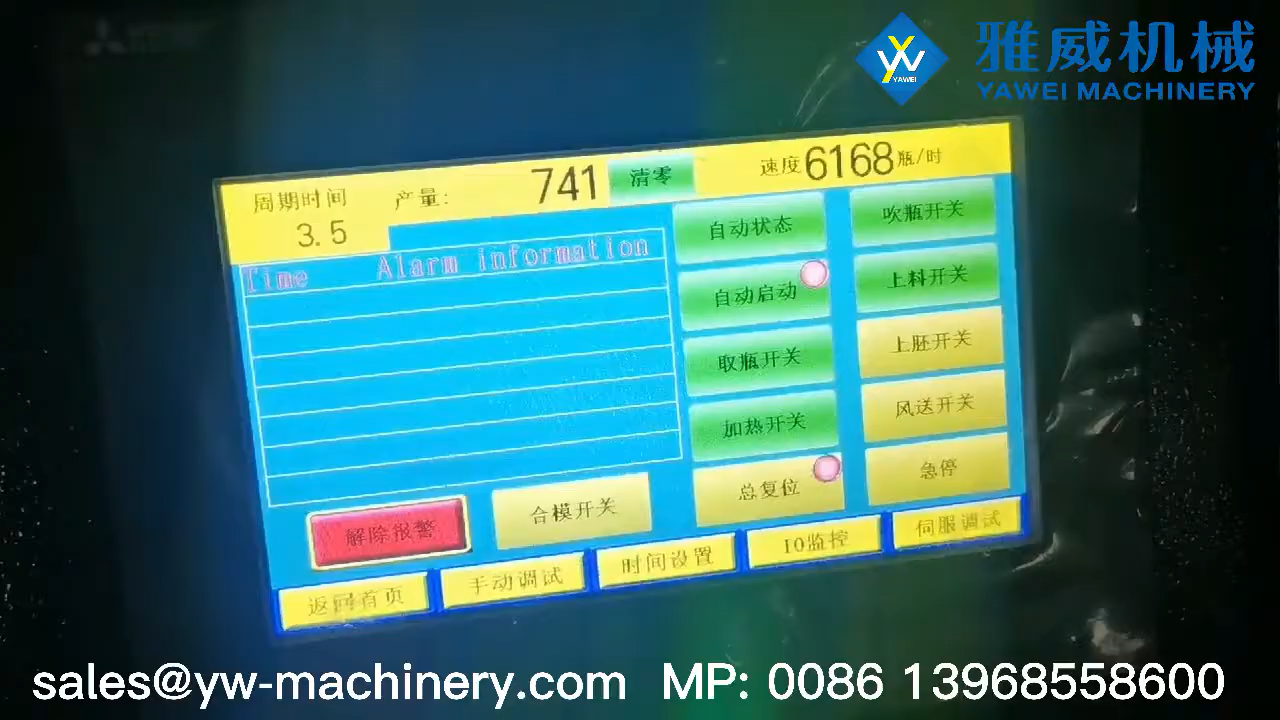 雅威机械
YAWEI
YAWEI MACHINERY
周期时间 产量: 741 清零 速度 6168 瓶/时
3.5
Time Alarm information
自动状态 吹瓶开关
自动启动 上料开关
取瓶开关 上胚开关
加热开关 风送开关
总复位 急停
解除报警 合模开关
返回首页 手动调试 时间设置 IO监控 伺服调试
sales@yw-machinery.com MP: 0086 13968558600